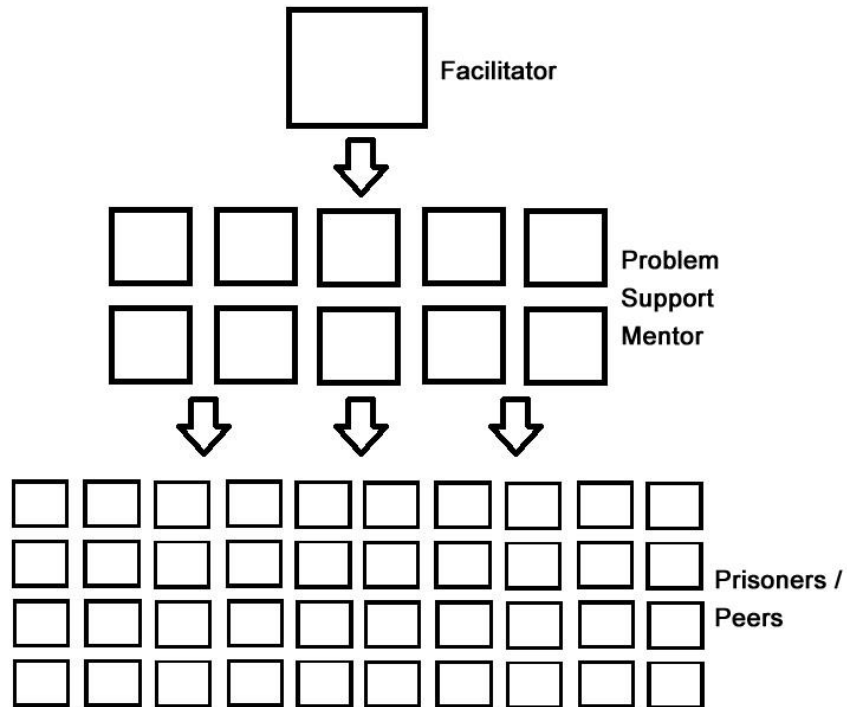 Facilitator
Problem
Support
Mentor
Prisoners /
Peers